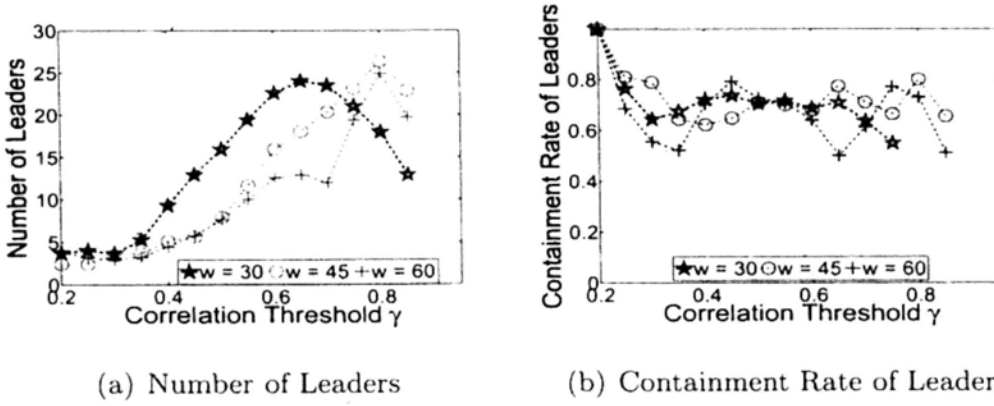 Number of Leaders
30
25
20
15
10
5
0
0.2
0.4
0.6
0.8
w = 30
w = 45
w = 60
Correlation Threshold γ
(a) Number of Leaders
Containment Rate of Leaders
0.8
0.6
0.4
0
0.2
0.4
0.6
0.8
w = 30
w = 45
w = 60
Correlation Threshold γ
(b) Containment Rate of Leader